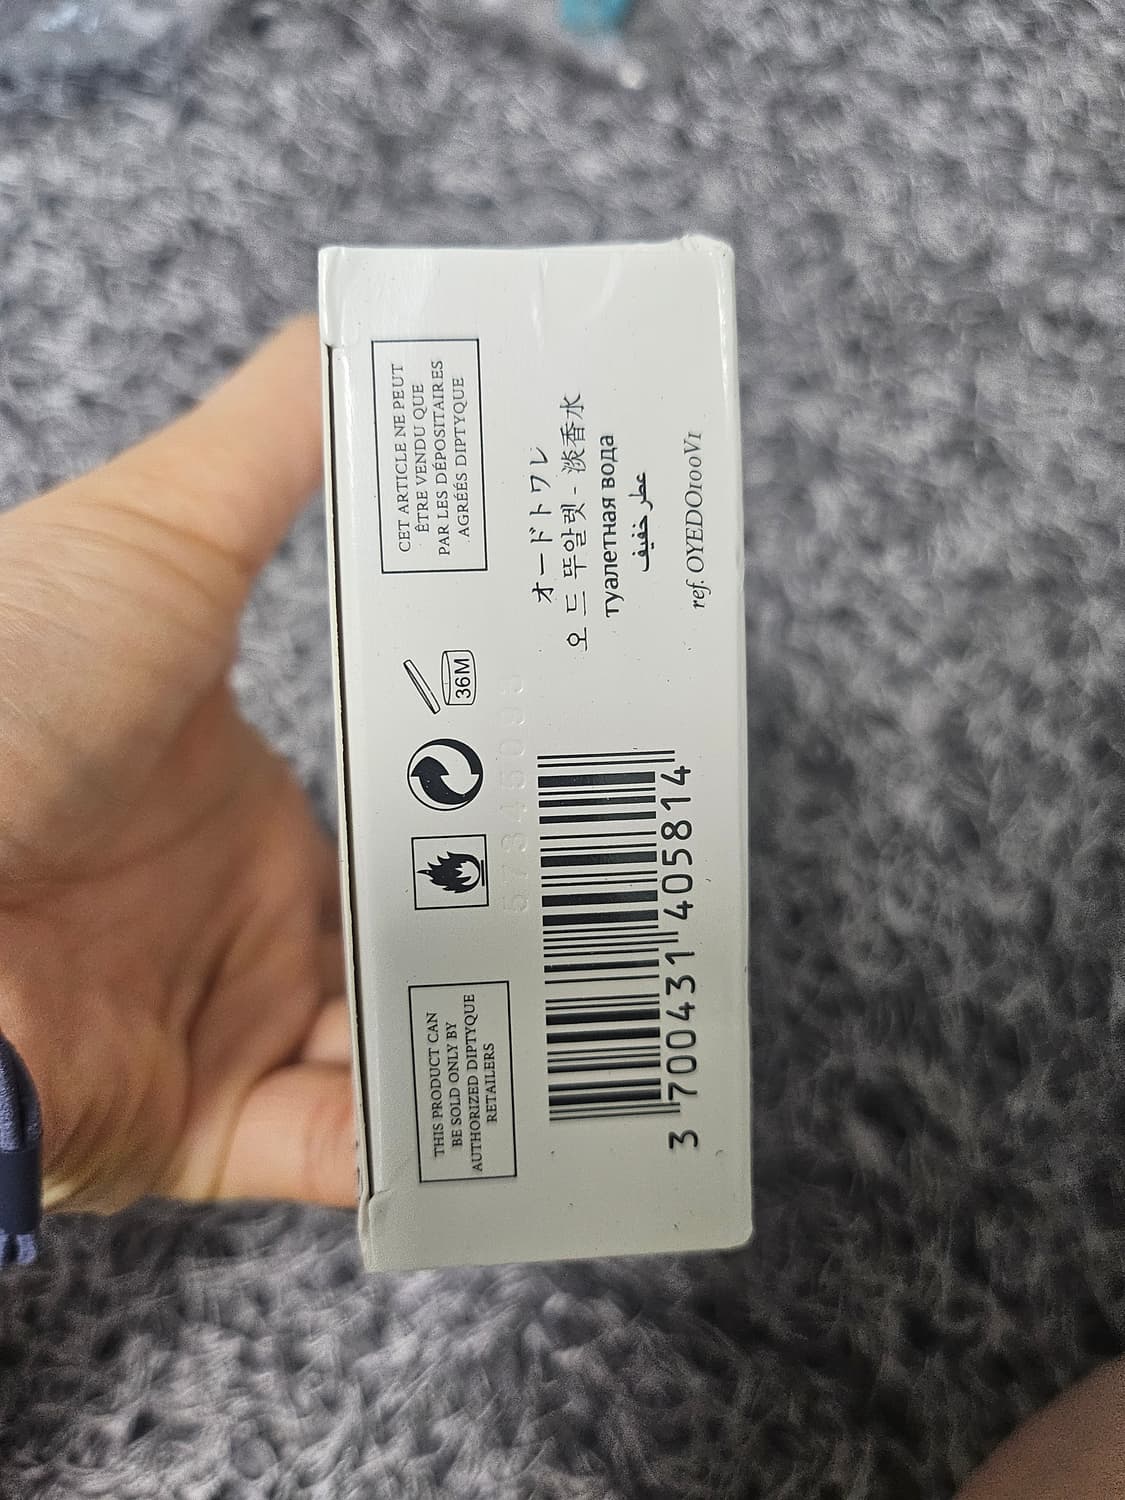 CET ARTICLE NE PEUT
ÊTRE VENDU QUE
PAR LES DÉPOSITAIRES
AGRÉÉS DIPTYQUE
36M
THIS PRODUCT CAN
BE SOLD ONLY BY
AUTHORIZED DIPTYQUE
RETAILERS
オードトワレ
오 드 뚜알렛 - 淡香水
туалетная вода
عطر خفيف
ref. OYEDO100V1
3 700431 405814